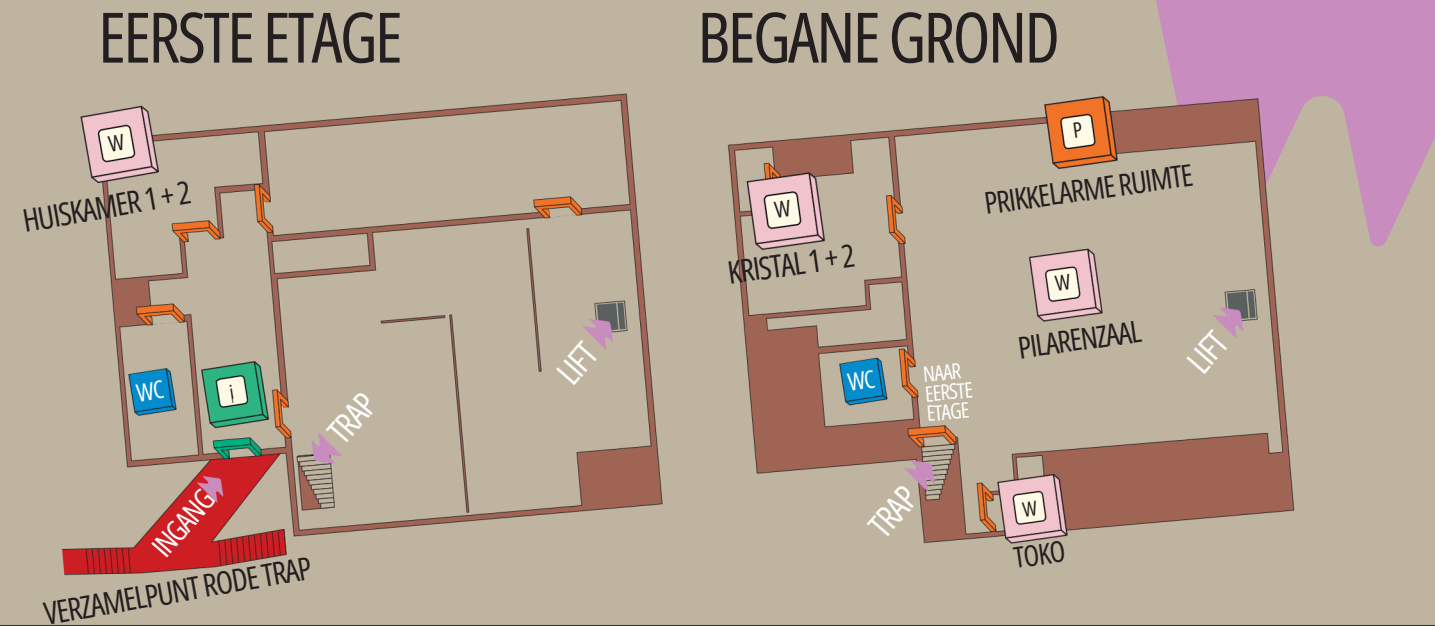 EERSTE ETAGE
W
HUISKAMER 1 + 2
WC
i
TRAP
LIFT
INGANG
VERZAMELPUNT RODE TRAP
BEGANE GROND
P
PRIKKELARME RUIMTE
W
KRISTAL 1 + 2
W
PILARENZAAL
LIFT
WC
NAAR
EERSTE
ETAGE
TRAP
W
TOKO